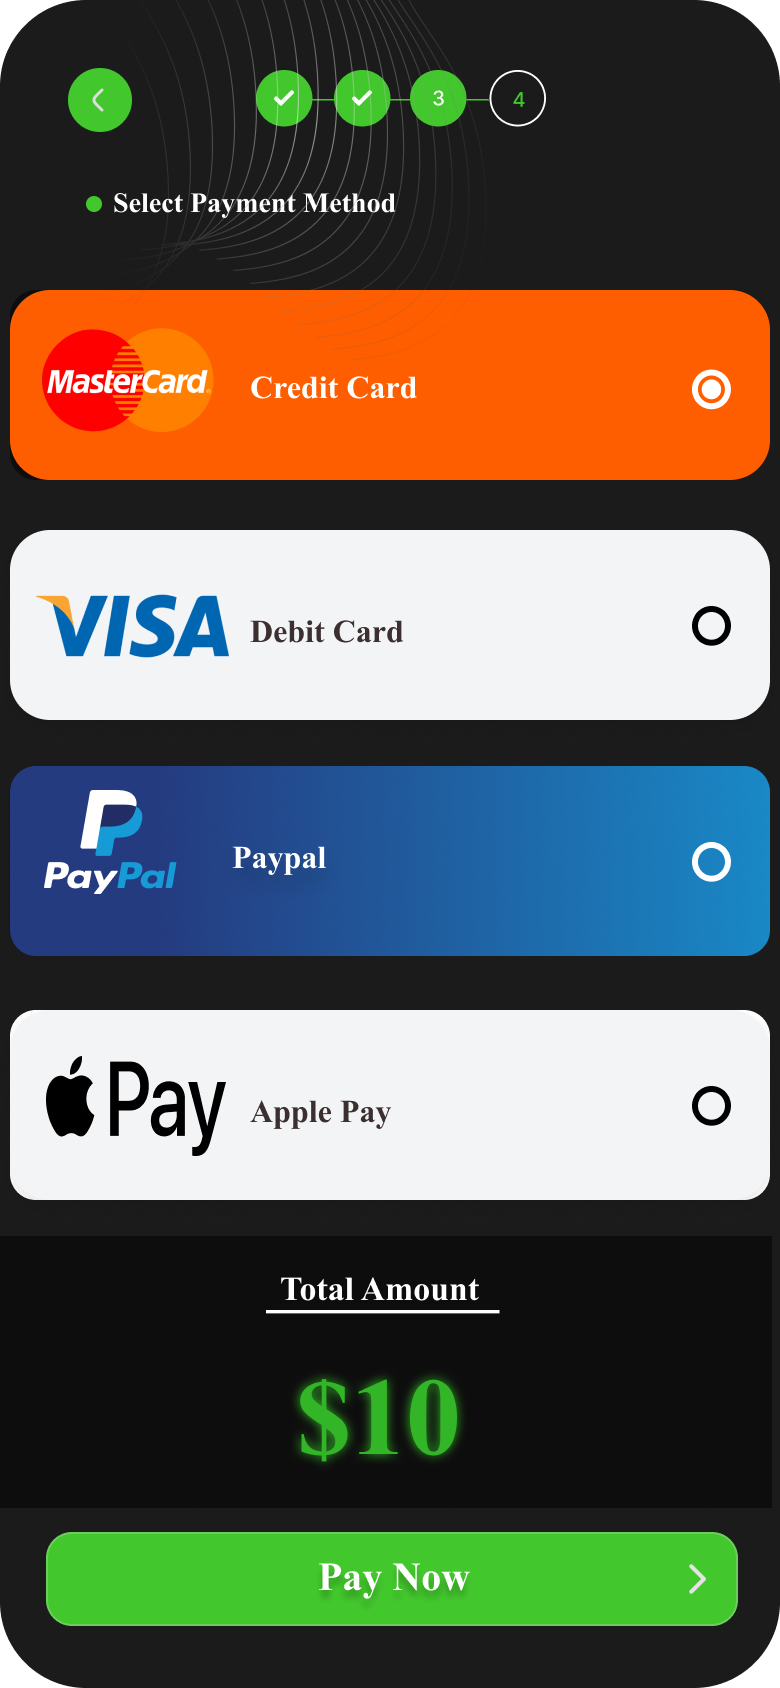 3
4
Select Payment Method
MasterCard
Credit Card
VISA
Debit Card
PayPal
Paypal
Pay
Apple Pay
Total Amount
$10
Pay Now